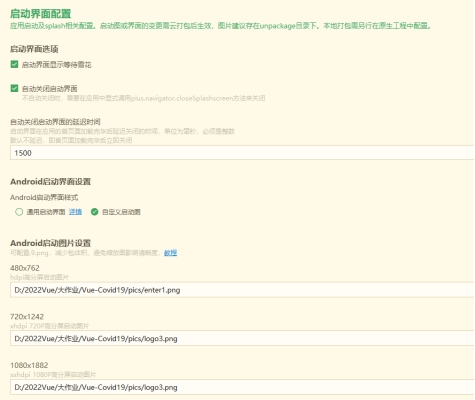 启动界面配置
应用启动及splash相关配置。启动图或界面的变更需云打包后生效，图片建议存在unpackage目录下。本地打包需另行在原生工程中配置。
启动界面选项
启动界面显示等待雪花
自动关闭启动界面
不自动关闭时，需要在应用中显式调用plus.navigator.closeSplashscreen方法来关闭
自动关闭启动界面的延迟时间
启动界面在应用的首页面加载完毕后延迟关闭的时间，单位为毫秒，必须是整数
默认不延迟，即首页面加载完毕后立即关闭
1500
Android启动界面设置
Android启动界面样式
通用启动界面 详情 自定义启动图
Android启动图片设置
可配置.9.png，减少包体积，避免缩放图影响清晰度，教程
480x762
hdpi高分屏启动图片
D:/2022Vue/大作业/Vue-Covid19/pics/enter1.png
720x1242
xhdpi 720P高分屏启动图片
D:/2022Vue/大作业/Vue-Covid19/pics/logo3.png
1080x1882
xxhdpi 1080P高分屏启动图片
D:/2022Vue/大作业/Vue-Covid19/pics/logo3.png